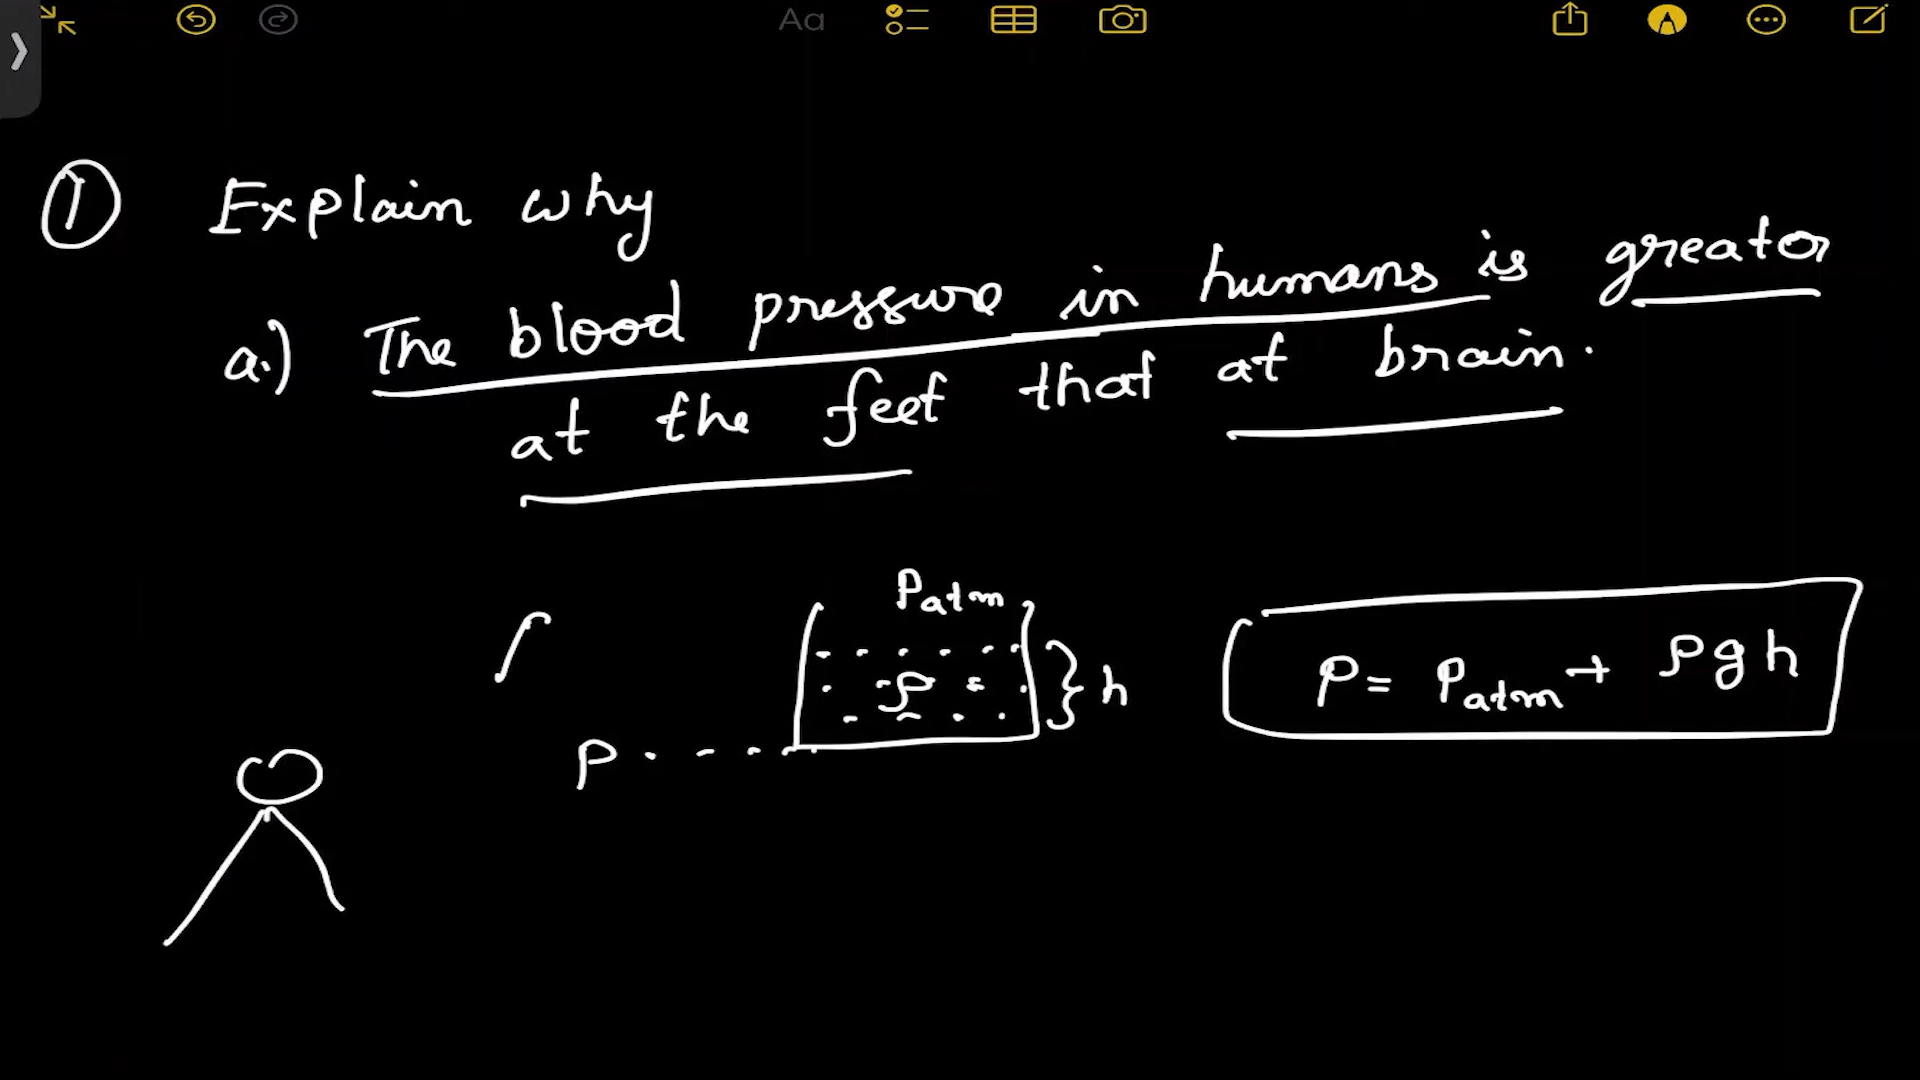 Aa
① Explain why
a.) The blood pressure in humans is greater
at the feet that at brain.
Patm
ρ
h
P = Patm + ρgh
P